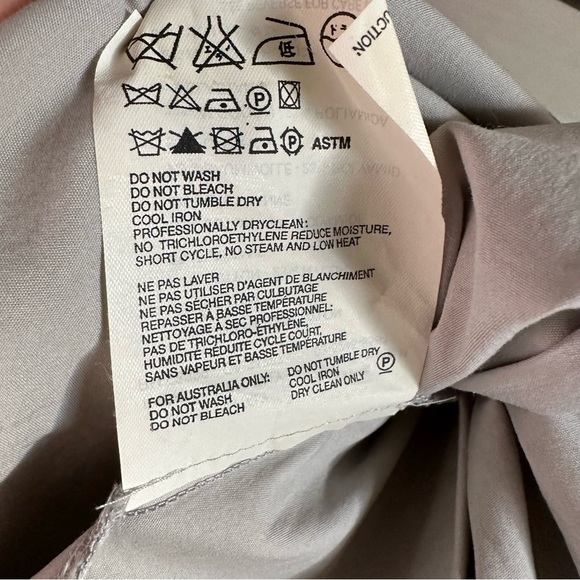 UCTION
低
P
P ASTM
DO NOT WASH
DO NOT BLEACH
DO NOT TUMBLE DRY
COOL IRON
PROFESSIONALLY DRYCLEAN:
NO TRICHLOROETHYLENE REDUCE MOISTURE,
SHORT CYCLE, NO STEAM AND LOW HEAT
NE PAS LAVER
NE PAS UTILISER D'AGENT DE BLANCHIMENT
NE PAS SÉCHER PAR CULBUTAGE
REPASSER À BASSE TEMPÉRATURE
NETTOYAGE À SEC PROFESSIONNEL-
PAS DE TRICHLORO-ÉTHYLÈNE,
HUMIDITE RÉDUITE CYCLE COURT,
SANS VAPEUR ET BASSE TEMPÉRATURE
FOR AUSTRALIA ONLY:
DO NOT WASH
DO NOT BLEACH
DO NOT TUMBLE DRY
COOL IRON
DRY CLEAN ONLY
P